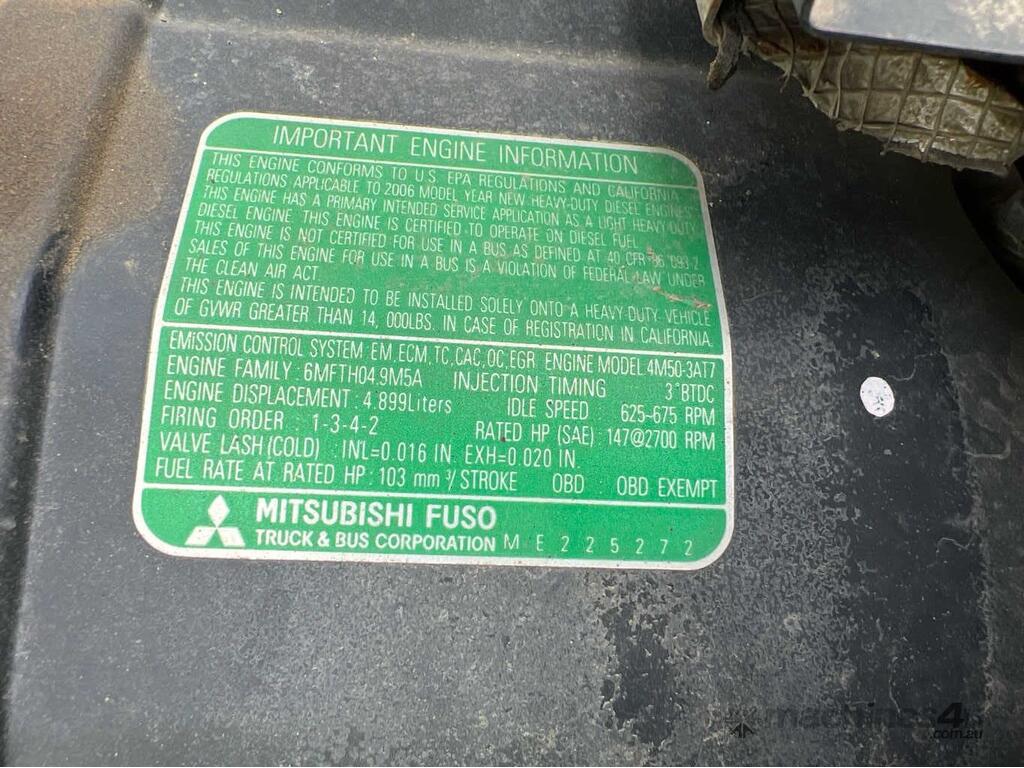 IMPORTANT ENGINE INFORMATION
THIS ENGINE CONFORMS TO U.S. EPA REGULATIONS AND CALIFORNIA
REGULATIONS APPLICABLE TO 2006 MODEL YEAR NEW HEAVY-DUTY DIESEL ENGINES
THIS ENGINE HAS A PRIMARY INTENDED SERVICE APPLICATION AS A LIGHT HEAVY-DUTY
DIESEL ENGINE THIS ENGINE IS CERTIFIED TO OPERATE ON DIESEL FUEL
THIS ENGINE IS NOT CERTIFIED FOR USE IN A BUS AS DEFINED AT 40 CFR 86 093-2
SALES OF THIS ENGINE FOR USE IN A BUS IS A VIOLATION OF FEDERAL LAW UNDER
THE CLEAN AIR ACT.
THIS ENGINE IS INTENDED TO BE INSTALLED SOLELY ONTO A HEAVY-DUTY VEHICLE
OF GVWR GREATER THAN 14, 000LBS. IN CASE OF REGISTRATION IN CALIFORNIA.
EMISSION CONTROL SYSTEM: EM, ECM, TC, CAC, OC, EGR ENGINE MODEL 4M50-3AT7
ENGINE FAMILY : 6MFTH04.9M5A INJECTION TIMING 3°BTDC
ENGINE DISPLACEMENT : 4.899Liters IDLE SPEED : 625-675 RPM
FIRING ORDER : 1-3-4-2 RATED HP (SAE) : 147@2700 RPM
VALVE LASH(COLD) : IN'L=0.016 IN. EXH=0.020 IN.
FUEL RATE AT RATED HP : 103 mm³/STROKE OBD : OBD EXEMPT
MITSUBISHI FUSO
TRUCK & BUS CORPORATION ME225272
machines4u
.com.au